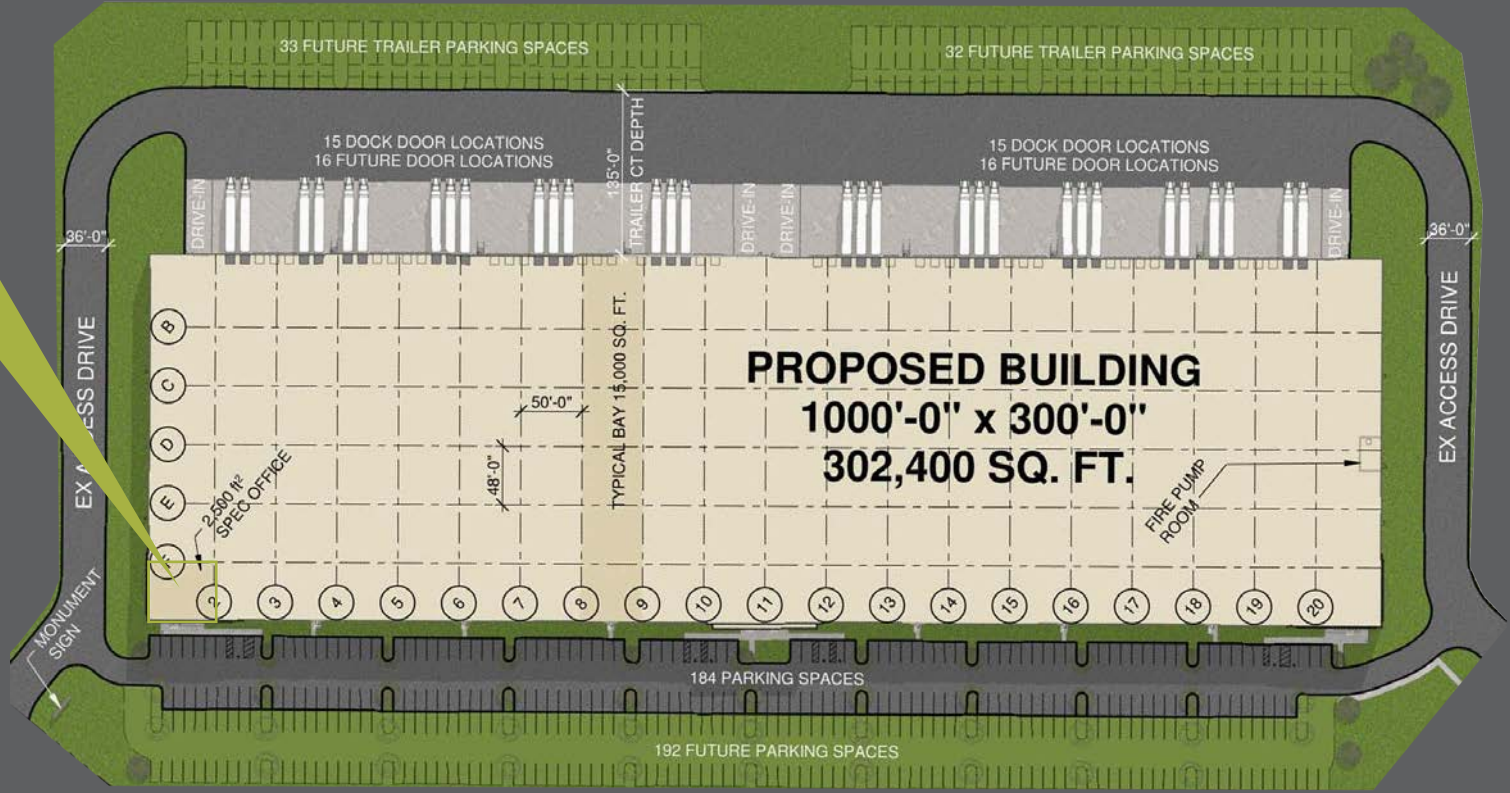 33 FUTURE TRAILER PARKING SPACES
32 FUTURE TRAILER PARKING SPACES
15 DOCK DOOR LOCATIONS
16 FUTURE DOOR LOCATIONS
135'-0"
TRAILER CT DEPTH
15 DOCK DOOR LOCATIONS
16 FUTURE DOOR LOCATIONS
DRIVE-IN
DRIVE-IN
DRIVE-IN
DRIVE-IN
36'-0"
36'-0"
EX ACCESS DRIVE
EX ACCESS DRIVE
B
C
D
E
TYPICAL BAY 15,000 SQ. FT.
50'-0"
48'-0"
PROPOSED BUILDING
1000'-0" x 300'-0"
302,400 SQ. FT.
FIRE PUMP
ROOM
2,500 ft²
SPEC OFFICE
2
3
4
5
6
7
8
9
10
11
12
13
14
15
16
17
18
19
20
MONUMENT
SIGN
184 PARKING SPACES
192 FUTURE PARKING SPACES